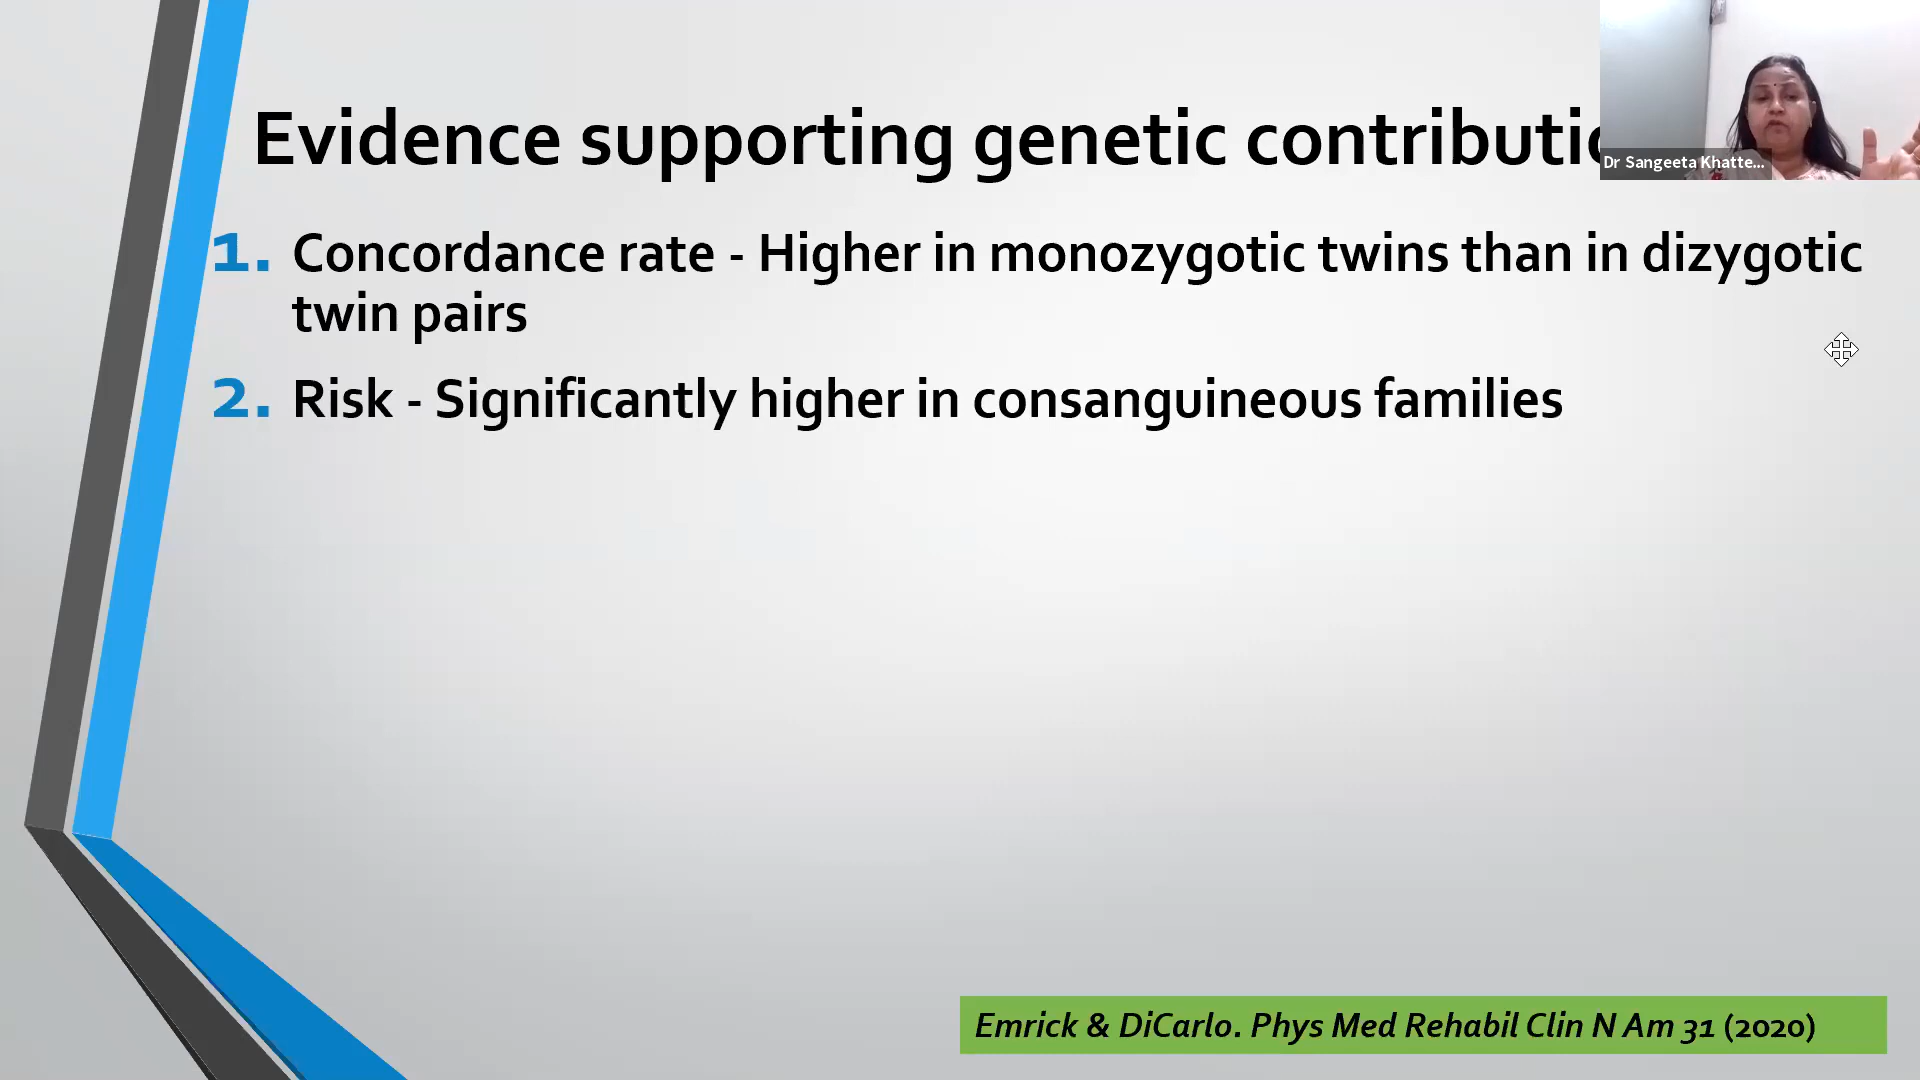 Evidence supporting genetic contributi
Dr Sangeeta Khatte...
1. Concordance rate - Higher in monozygotic twins than in dizygotic
twin pairs
2. Risk - Significantly higher in consanguineous families
Emrick & DiCarlo. Phys Med Rehabil Clin N Am 31 (2020)